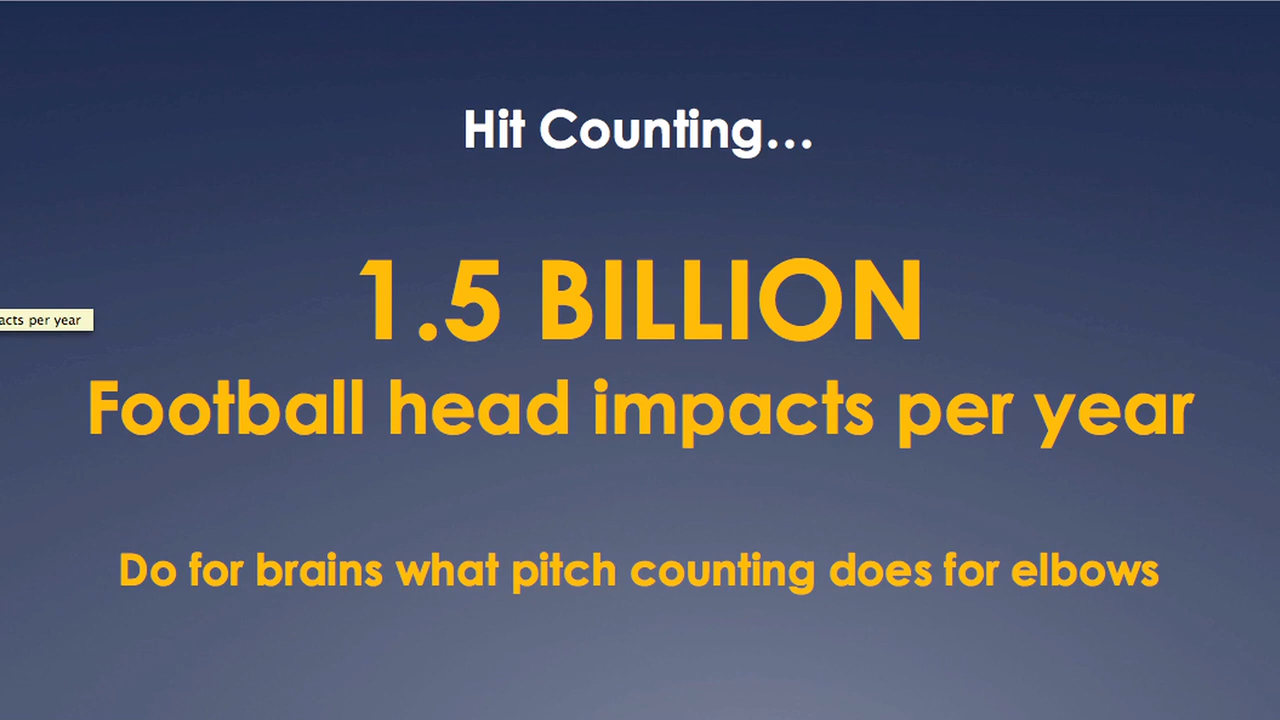 Hit Counting...
1.5 BILLION
acts per year
Football head impacts per year
Do for brains what pitch counting does for elbows